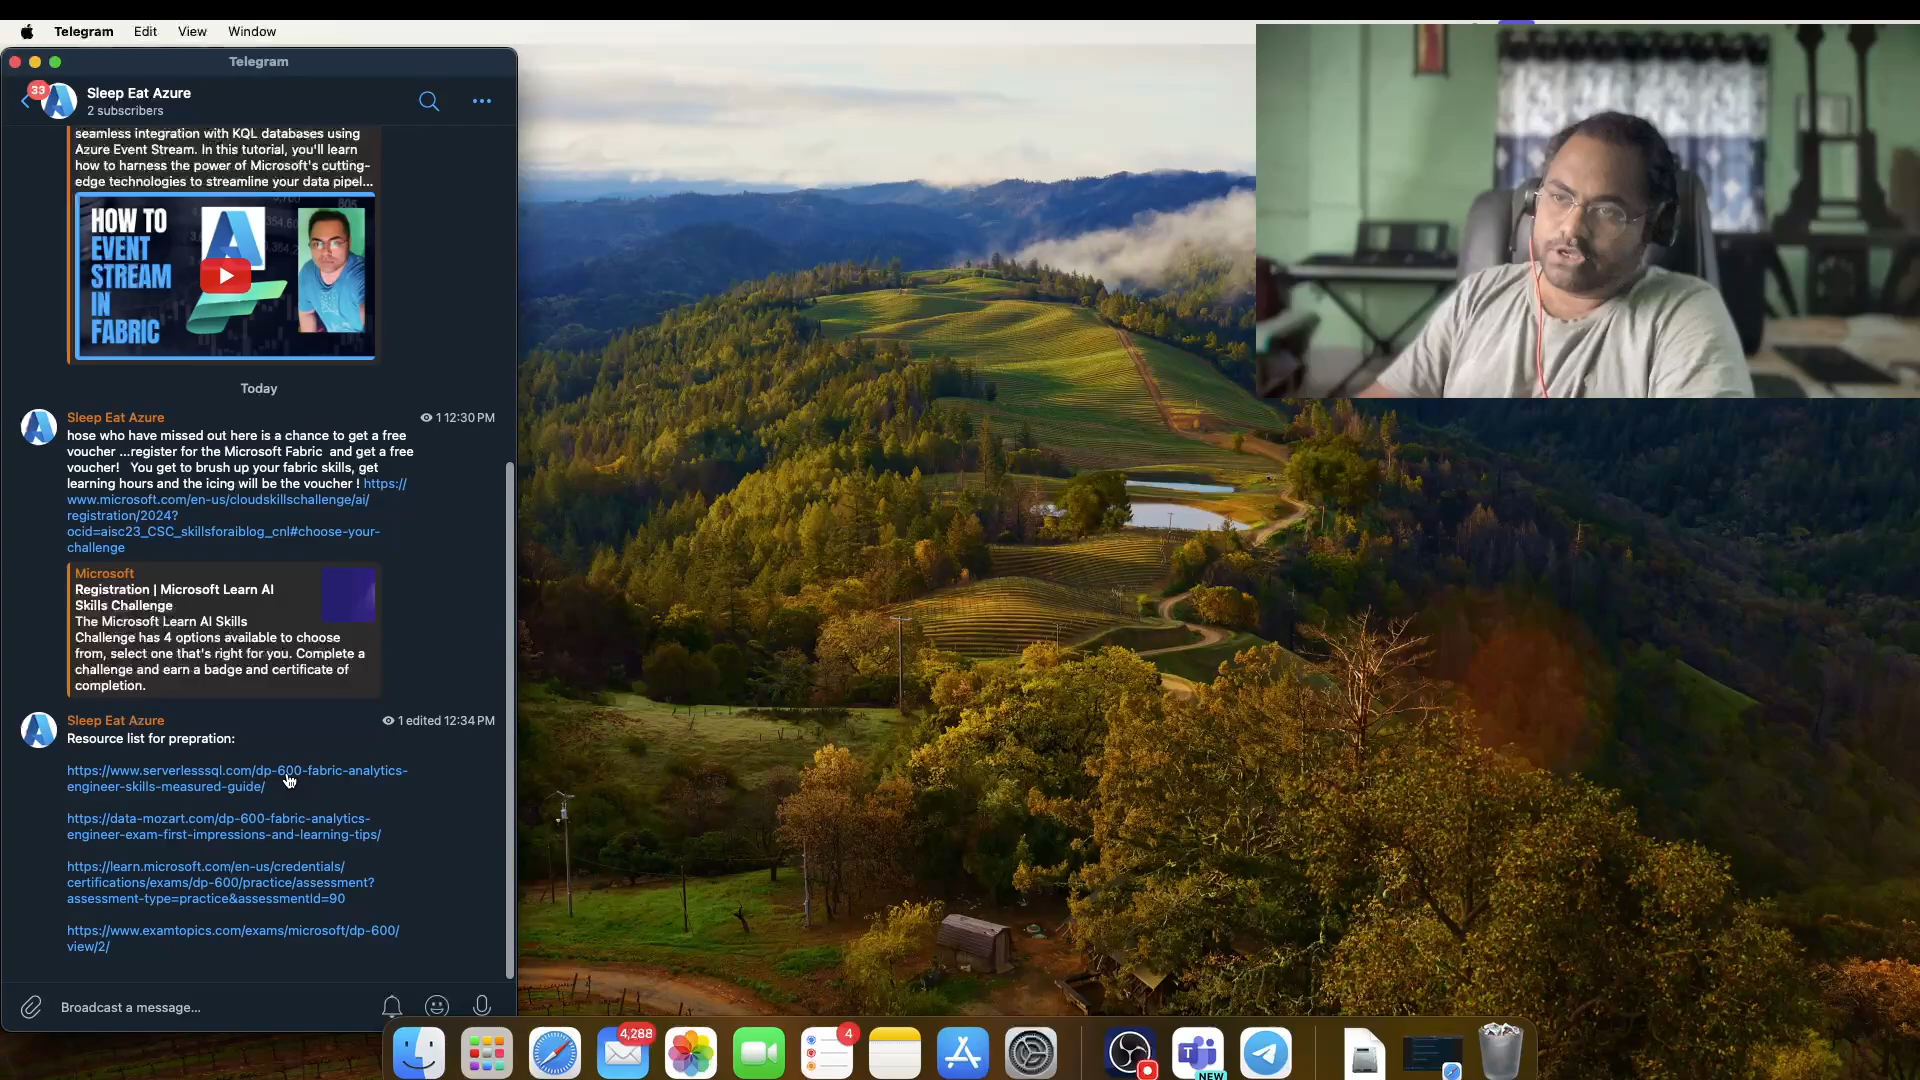 Telegram Edit View Window
Telegram
33
Sleep Eat Azure
2 subscribers
seamless integration with KQL databases using
Azure Event Stream. In this tutorial, you'll learn
how to harness the power of Microsoft's cutting-
edge technologies to streamline your data pipel...
HOW TO
EVENT
STREAM
IN
FABRIC
Today
Sleep Eat Azure 1 12:30 PM
hose who have missed out here is a chance to get a free
voucher ...register for the Microsoft Fabric and get a free
voucher! You get to brush up your fabric skills, get
learning hours and the icing will be the voucher ! https://
www.microsoft.com/en-us/cloudskillschallenge/ai/
registration/2024?
ocid=aisc23_CSC_skillsforaiblog_cnl#choose-your-
challenge
Microsoft
Registration | Microsoft Learn AI
Skills Challenge
The Microsoft Learn AI Skills
Challenge has 4 options available to choose
from, select one that's right for you. Complete a
challenge and earn a badge and certificate of
completion.
Sleep Eat Azure 1 edited 12:34 PM
Resource list for prepration:
https://www.serverlesssql.com/dp-600-fabric-analytics-
engineer-skills-measured-guide/
https://data-mozart.com/dp-600-fabric-analytics-
engineer-exam-first-impressions-and-learning-tips/
https://learn.microsoft.com/en-us/credentials/
certifications/exams/dp-600/practice/assessment?
assessment-type=practice&assessmentId=90
https://www.examtopics.com/exams/microsoft/dp-600/
view/2/
Broadcast a message...
4,288
4
NEW